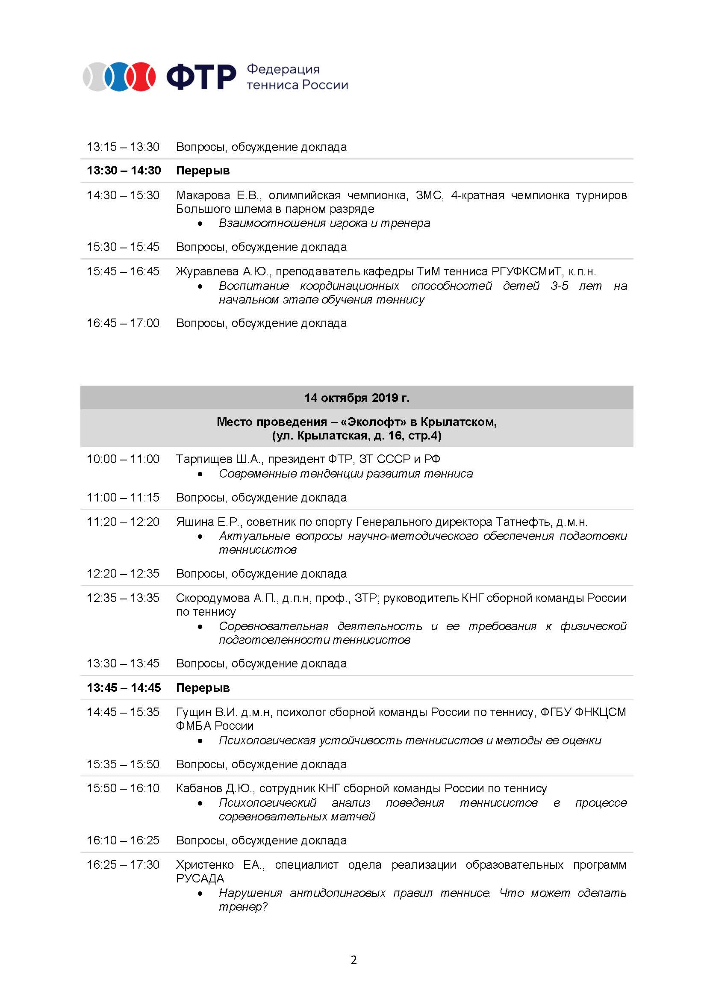 ФТР
Федерация
тенниса России
13:15 – 13:30 Вопросы, обсуждение доклада
13:30 – 14:30 Перерыв
14:30 – 15:30 Макарова Е.В., олимпийская чемпионка, ЗМС, 4-кратная чемпионка турниров
Большого шлема в парном разряде
• Взаимоотношения игрока и тренера
15:30 – 15:45 Вопросы, обсуждение доклада
15:45 – 16:45 Журавлева А.Ю., преподаватель кафедры ТиМ тенниса РГУФКСМиТ, к.п.н.
• Воспитание координационных способностей детей 3-5 лет на
начальном этапе обучения теннису
16:45 – 17:00 Вопросы, обсуждение доклада
14 октября 2019 г.
Место проведения – «Эколофт» в Крылатском,
(ул. Крылатская, д. 16, стр.4)
10:00 – 11:00 Тарпищев Ш.А., президент ФТР, ЗТ СССР и РФ
• Современные тенденции развития тенниса
11:00 – 11:15 Вопросы, обсуждение доклада
11:20 – 12:20 Яшина Е.Р., советник по спорту Генерального директора Татнефть, д.м.н.
• Актуальные вопросы научно-методического обеспечения подготовки
теннисистов
12:20 – 12:35 Вопросы, обсуждение доклада
12:35 – 13:35 Скородумова А.П., д.п.н, проф., ЗТР; руководитель КНГ сборной команды России
по теннису
• Соревновательная деятельность и ее требования к физической
подготовленности теннисистов
13:30 – 13:45 Вопросы, обсуждение доклада
13:45 – 14:45 Перерыв
14:45 – 15:35 Гущин В.И. д.м.н, психолог сборной команды России по теннису, ФГБУ ФНКЦСМ
ФМБА России
• Психологическая устойчивость теннисистов и методы ее оценки
15:35 – 15:50 Вопросы, обсуждение доклада
15:50 – 16:10 Кабанов Д.Ю., сотрудник КНГ сборной команды России по теннису
• Психологический анализ поведения теннисистов в процессе
соревновательных матчей
16:10 – 16:25 Вопросы, обсуждение доклада
16:25 – 17:30 Христенко ЕА., специалист одела реализации образовательных программ
РУСАДА
• Нарушения антидопинговых правил теннисе. Что может сделать
тренер?
2